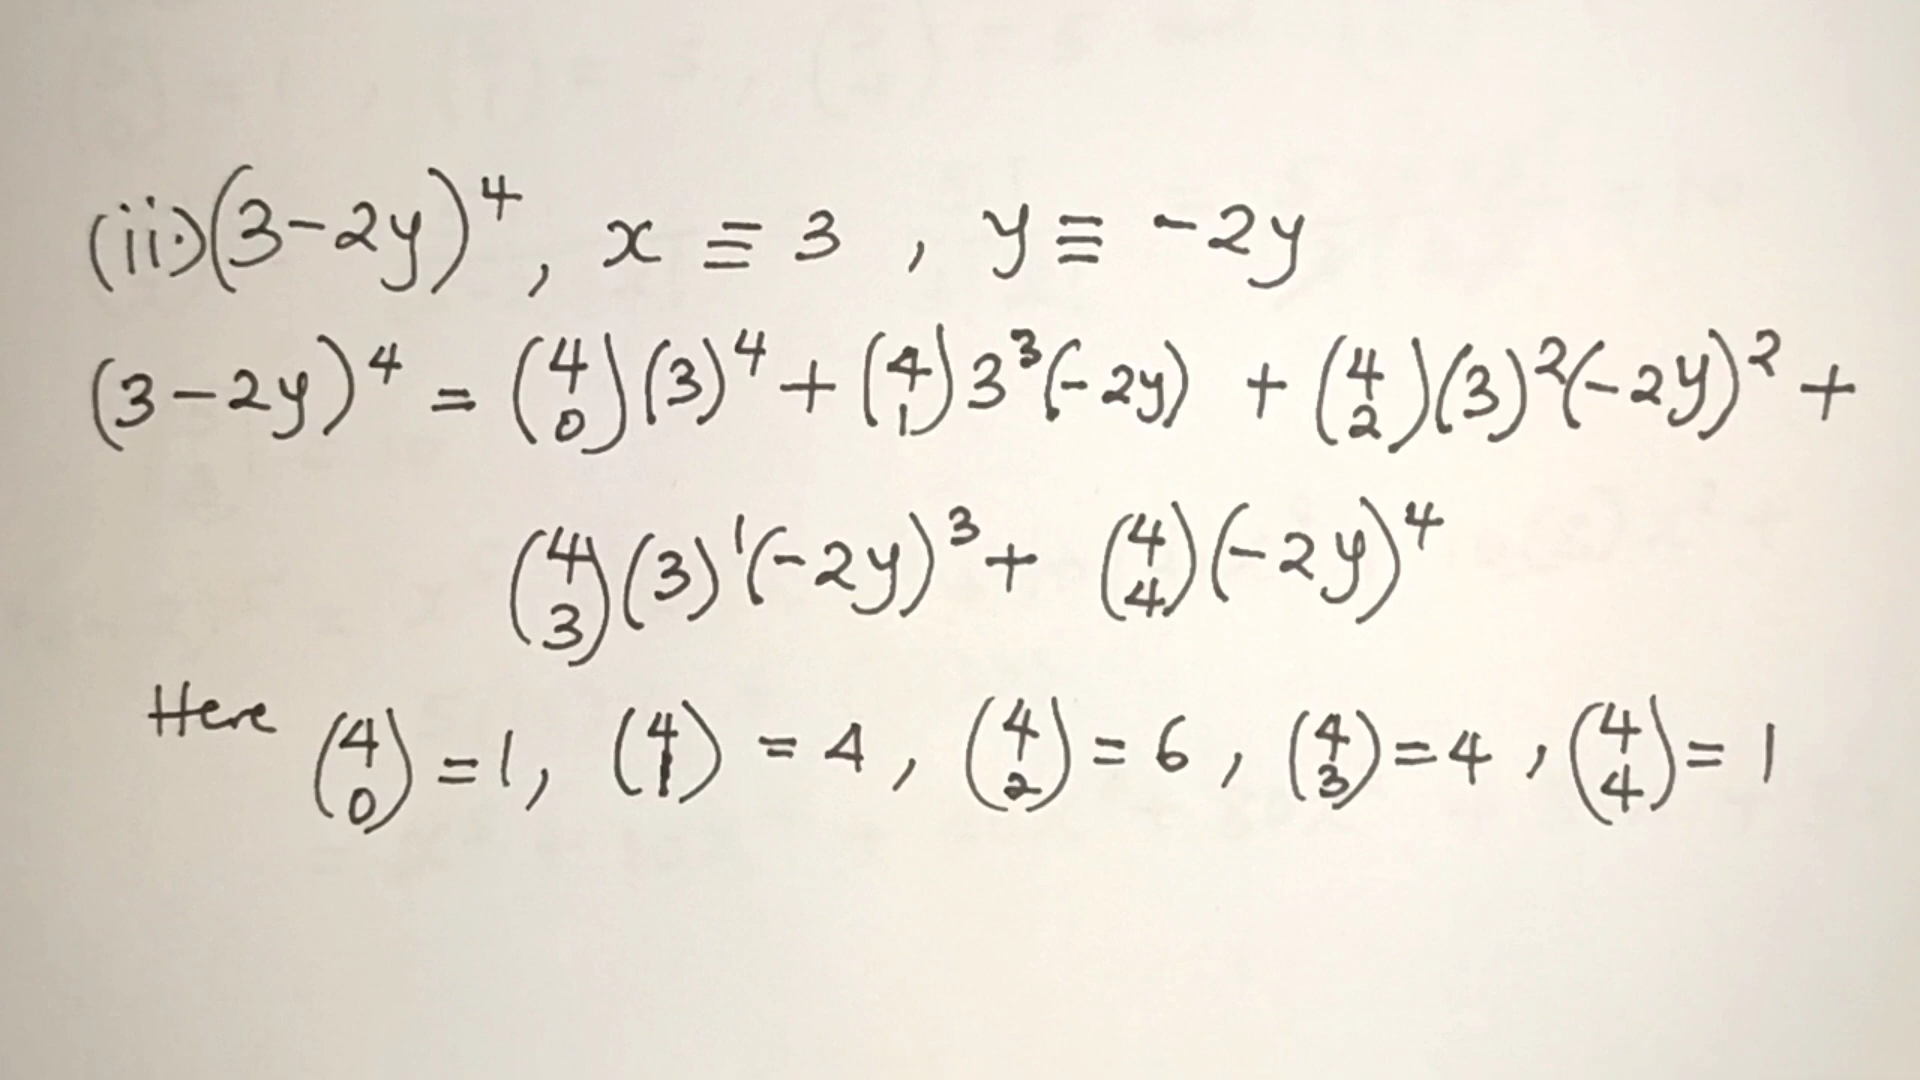 (ii.) (3-2y)⁴, x ≡ 3 , y ≡ -2y
(3-2y)⁴ = (4 0)(3)⁴ + (4 1) 3³(-2y) + (4 2)(3)²(-2y)² +
(4 3)(3)¹(-2y)³ + (4 4)(-2y)⁴
Here (4 0) = 1, (4 1) = 4, (4 2) = 6, (4 3) = 4, (4 4) = 1